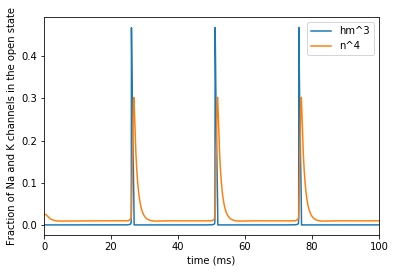 Fraction of Na and K channels in the open state
0.4
0.3
0.2
0.1
0.0
hm^3
n^4
0 20 40 60 80 100
time (ms)